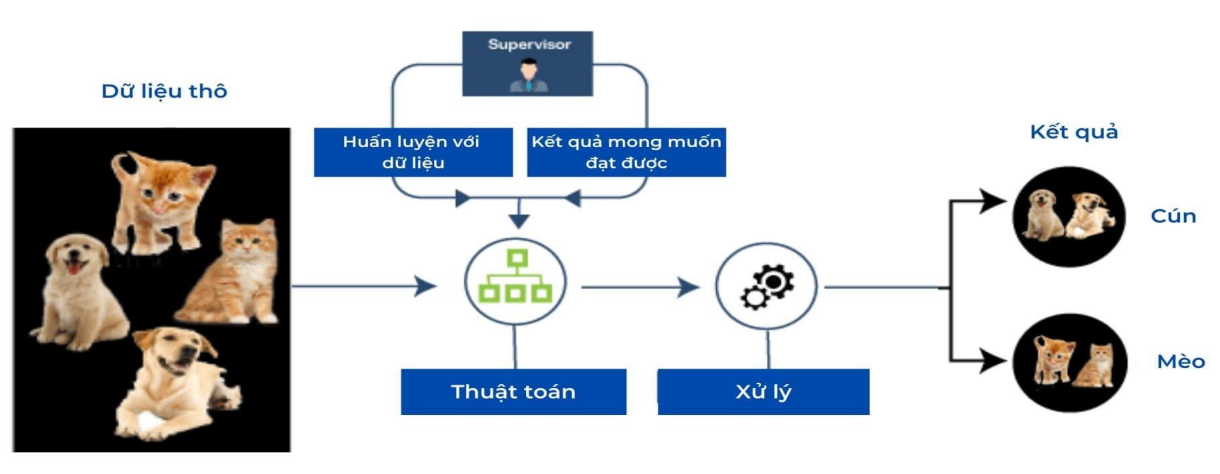 Supervisor
Dữ liệu thô
Huấn luyện với
dữ liệu
Kết quả mong muốn
đạt được
Kết quả
Cún
Mèo
Thuật toán
Xử lý